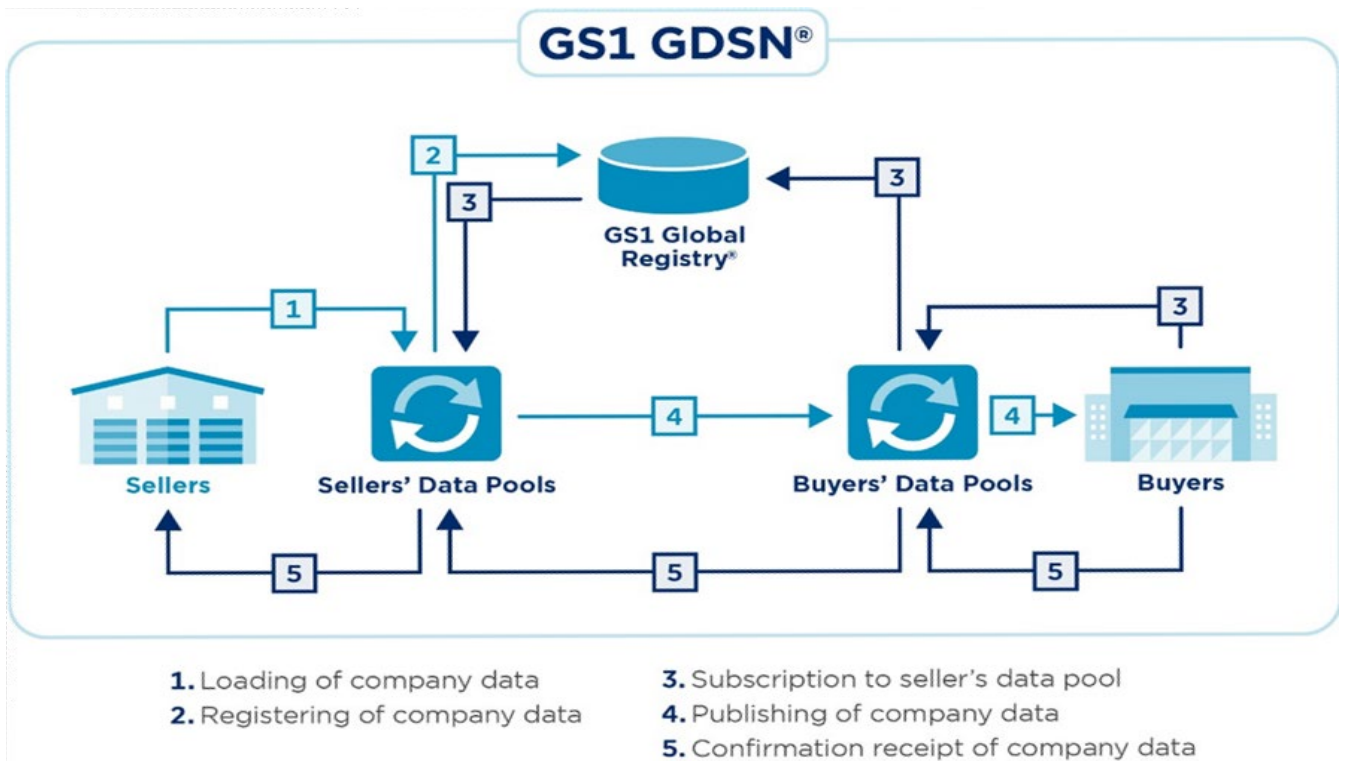 GS1 GDSN®
2
3
3
GS1 Global
Registry®
1
3
4
4
Sellers
Sellers' Data Pools
Buyers' Data Pools
Buyers
5
5
5
1. Loading of company data
2. Registering of company data
3. Subscription to seller's data pool
4. Publishing of company data
5. Confirmation receipt of company data